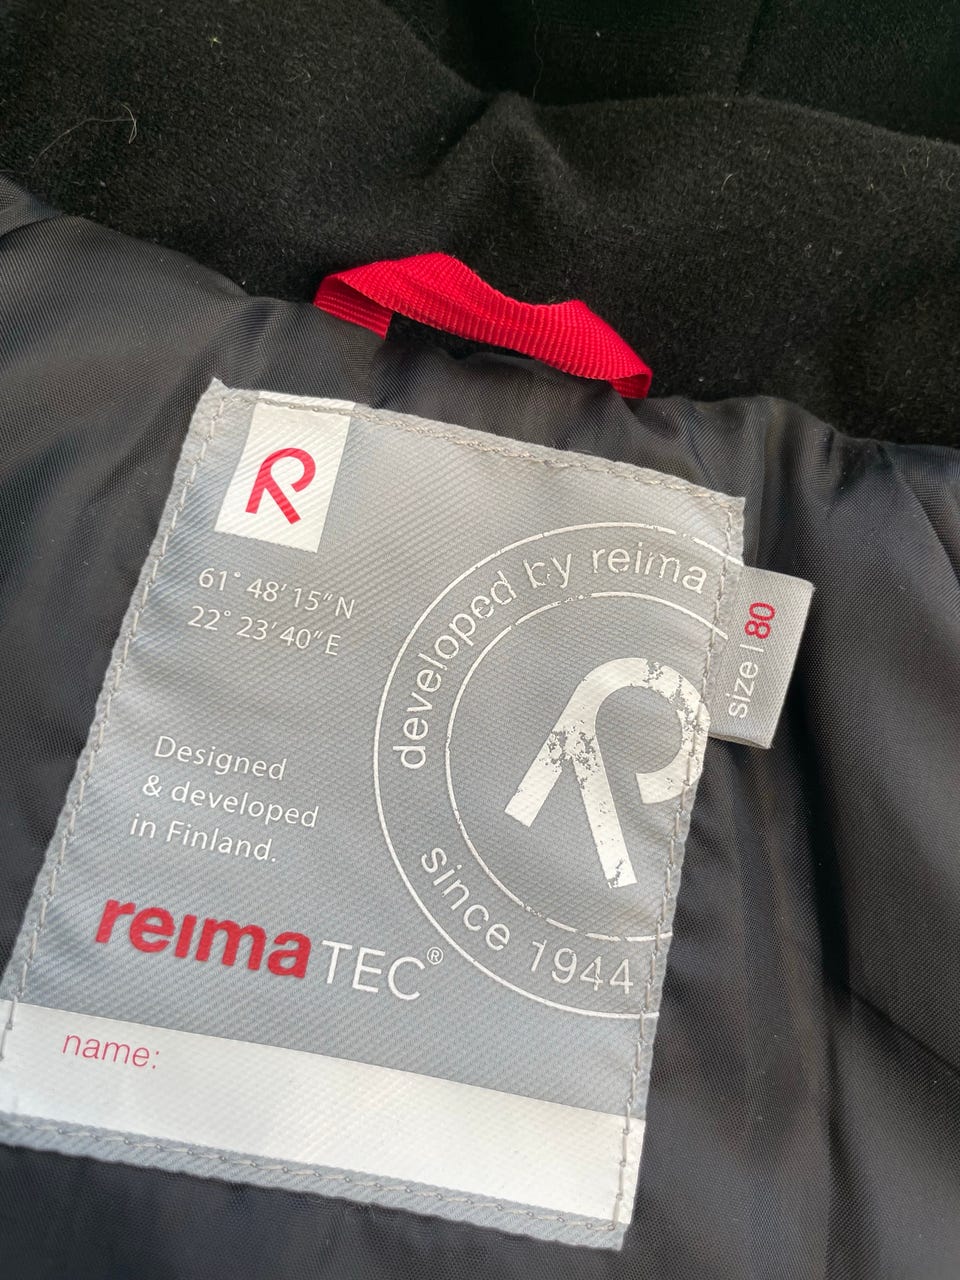 R
61° 48' 15" N
22° 23' 40" E
developed by reima
R
since 1944
size | 80
Designed
& developed
in Finland.
reimaTEC®
name: